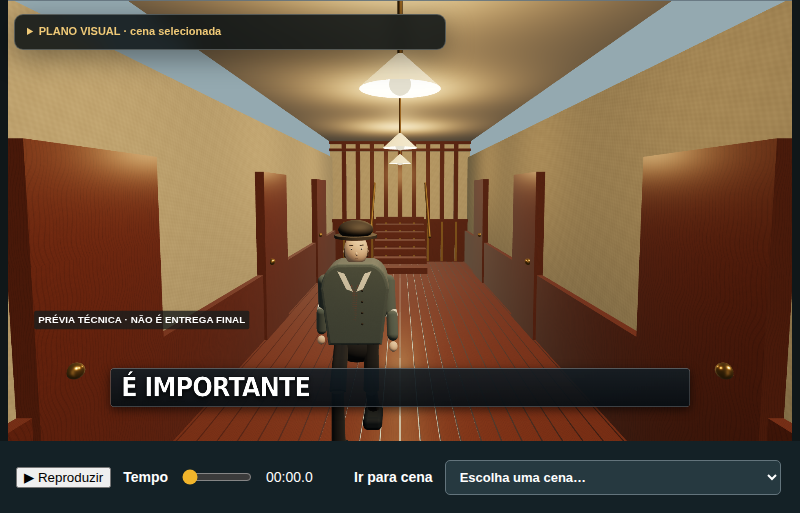 ▶ PLANO VISUAL · cena selecionada
PRÉVIA TÉCNICA · NÃO É ENTREGA FINAL
É IMPORTANTE
▶ Reproduzir Tempo 00:00.0 Ir para cena Escolha uma cena…